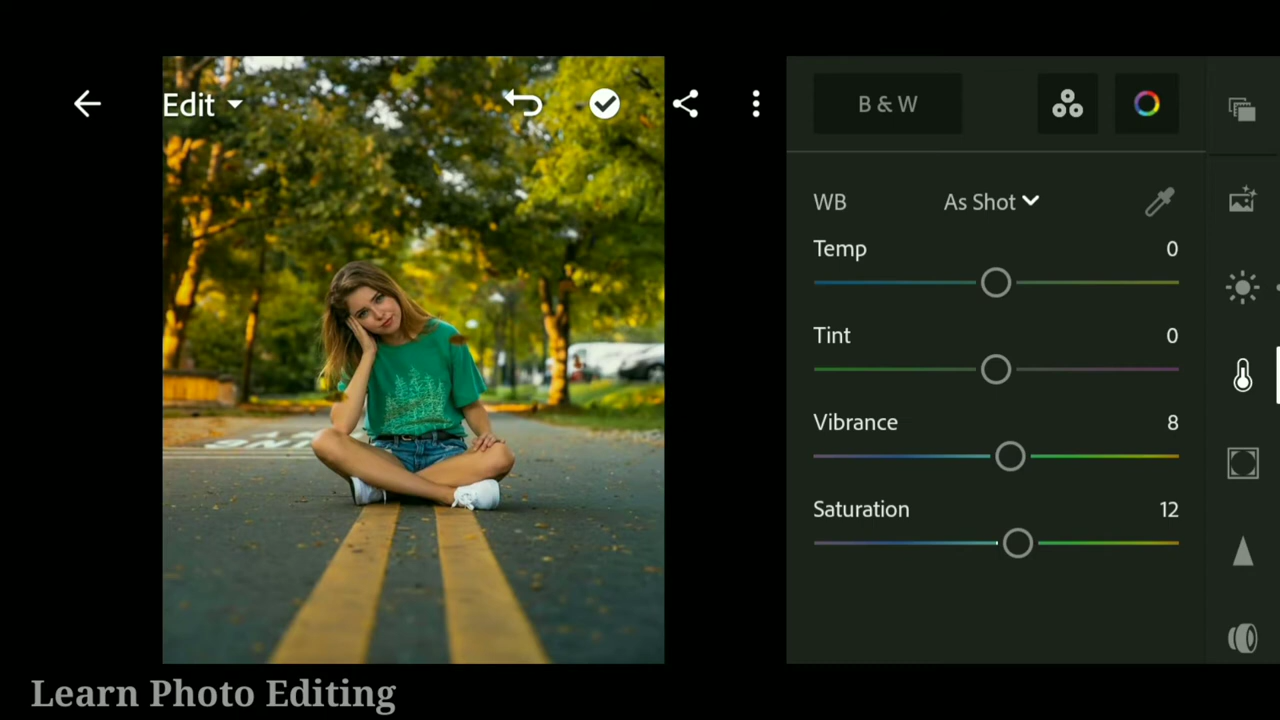 Edit
B & W
WB As Shot
Temp 0
Tint 0
Vibrance 8
Saturation 12
Learn Photo Editing